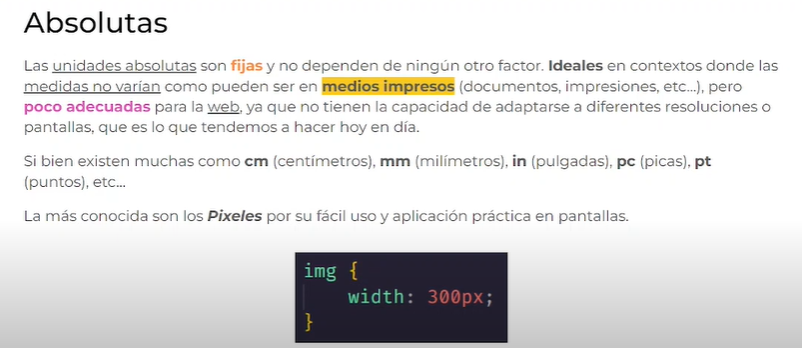 Absolutas
Las unidades absolutas son fijas y no dependen de ningún otro factor. Ideales en contextos donde las
medidas no varían como pueden ser en medios impresos (documentos, impresiones, etc...), pero
poco adecuadas para la web, ya que no tienen la capacidad de adaptarse a diferentes resoluciones o
pantallas, que es lo que tendemos a hacer hoy en día.
Si bien existen muchas como cm (centímetros), mm (milímetros), in (pulgadas), pc (picas), pt
(puntos), etc...
La más conocida son los Pixeles por su fácil uso y aplicación práctica en pantallas.
img {
    width: 300px;
}